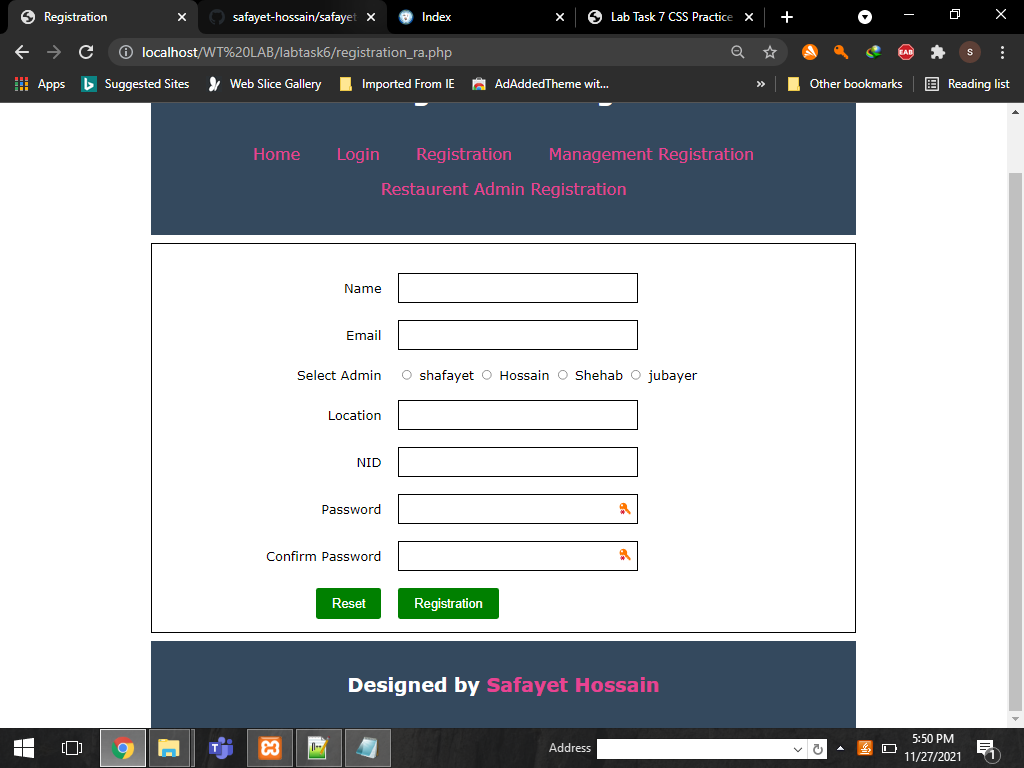 Registration
safayet-hossain/safayet
Index
Lab Task 7 CSS Practice
localhost/WT%20LAB/labtask6/registration_ra.php
EAB
S
Apps
Suggested Sites
Web Slice Gallery
Imported From IE
AdAddedTheme wit...
»
Other bookmarks
Reading list
Home Login Registration Management Registration
Restaurent Admin Registration
Name
Email
Select Admin shafayet Hossain Shehab jubayer
Location
NID
Password
Confirm Password
Reset Registration
Designed by Safayet Hossain
Address
5:50 PM
11/27/2021
1